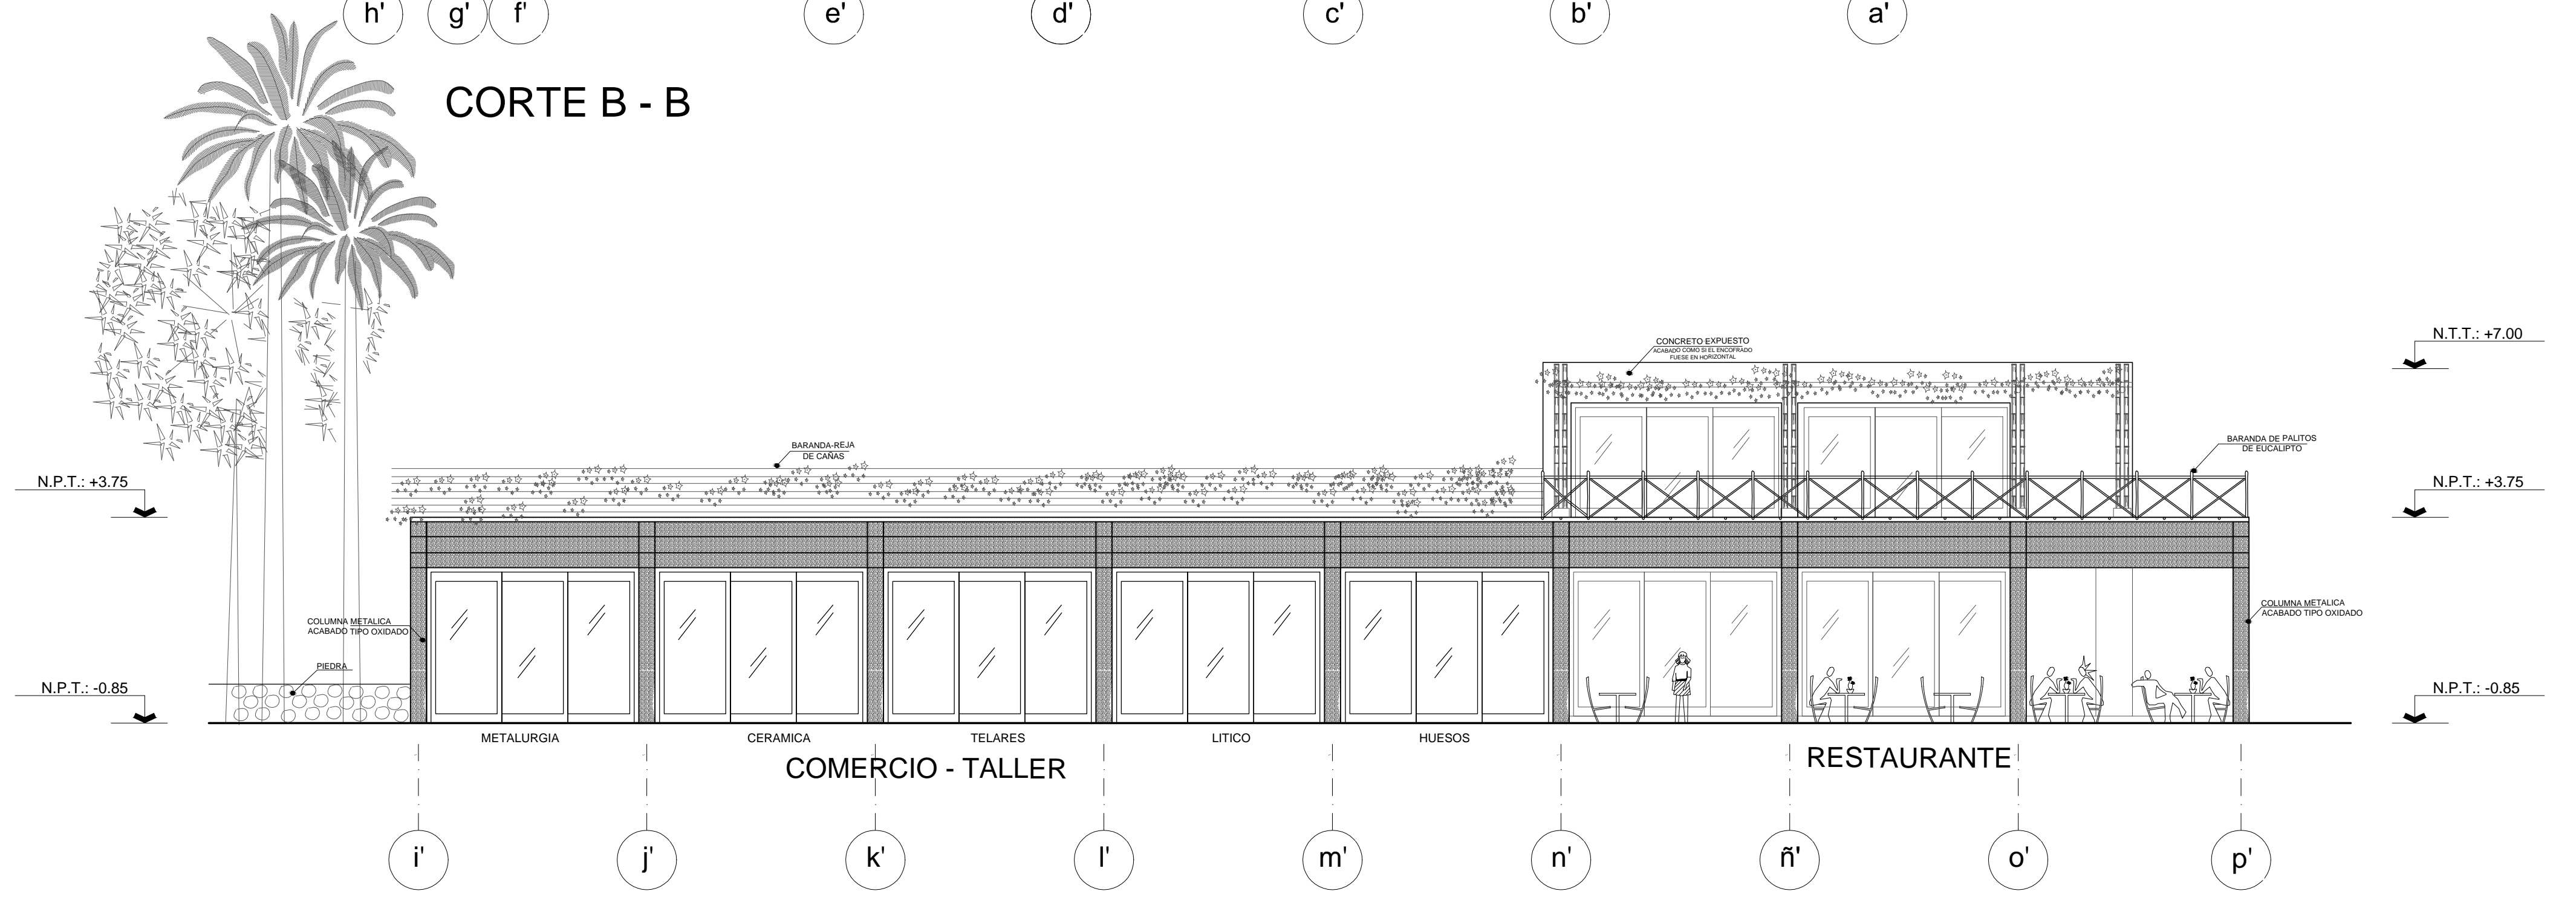 h' g' f' e' d' c' b' a'
CORTE B - B
N.T.T.: +7.00
CONCRETO EXPUESTO
ACABADO COMO SI EL ENCOFRADO
FUESE EN HORIZONTAL
BARANDA-REJA
DE CAÑAS
BARANDA DE PALITOS
DE EUCALIPTO
N.P.T.: +3.75
N.P.T.: +3.75
COLUMNA METALICA
ACABADO TIPO OXIDADO
COLUMNA METALICA
ACABADO TIPO OXIDADO
PIEDRA
N.P.T.: -0.85
N.P.T.: -0.85
METALURGIA CERAMICA TELARES LITICO HUESOS
COMERCIO - TALLER
RESTAURANTE
i' j' k' l' m' n' ñ' o' p'